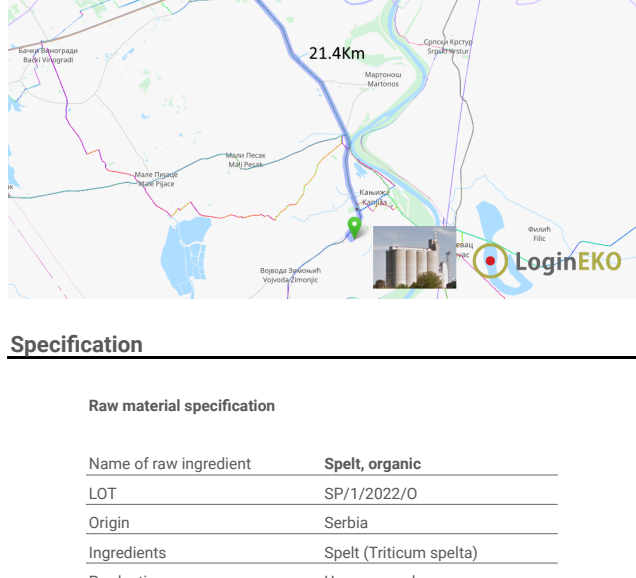 21.4Km
Српски Крстур
Srpski Krstur
Бачки Виногради
Bački Vinogradi
Мартонош
Martonos
Мали Песак
Mali Pesak
Мале Пијаце
Male Pijace
Кањижа
Kanjiža
Филић
Filic
LoginEKO
Војвода Зимоњић
Vojvoda Zimonjic
Specification
Raw material specification
Name of raw ingredient Spelt, organic
LOT SP/1/2022/O
Origin Serbia
Ingredients Spelt (Triticum spelta)